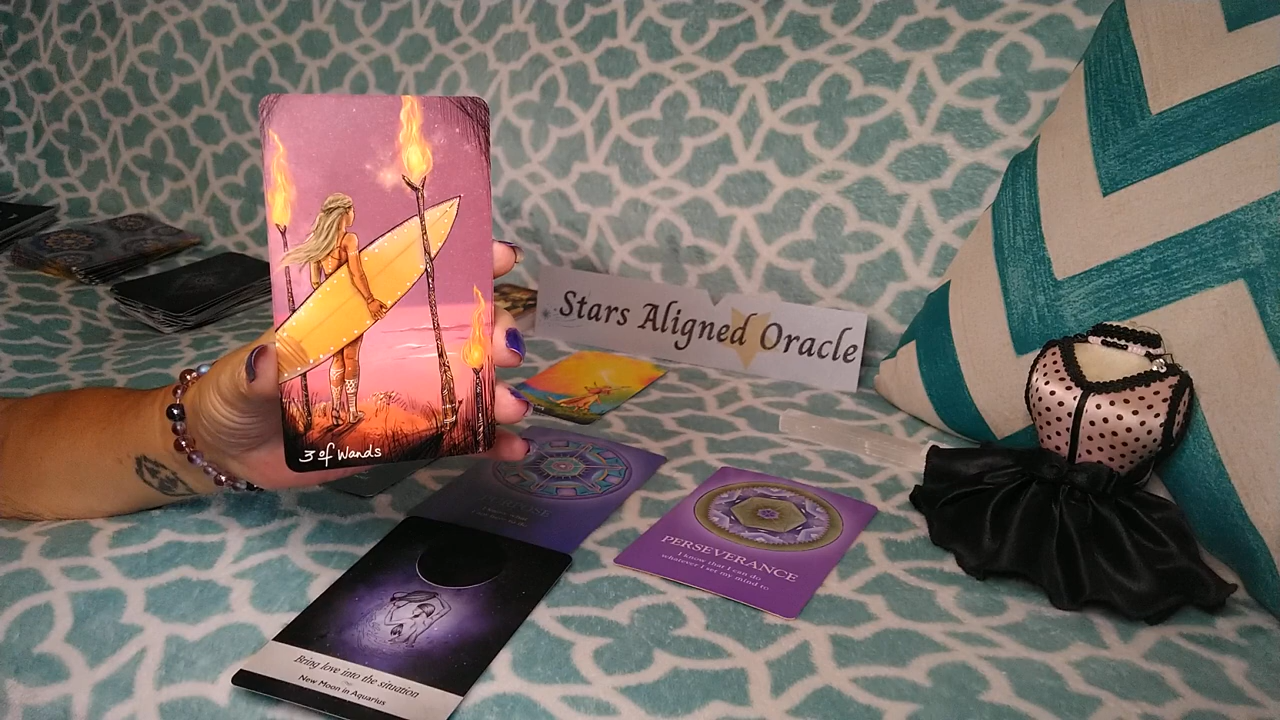 3 of Wands
Stars Aligned Oracle
PERSEVERANCE
I know that I can do
whatever I set my mind to.
Bring love into the situation
New Moon in Aquarius